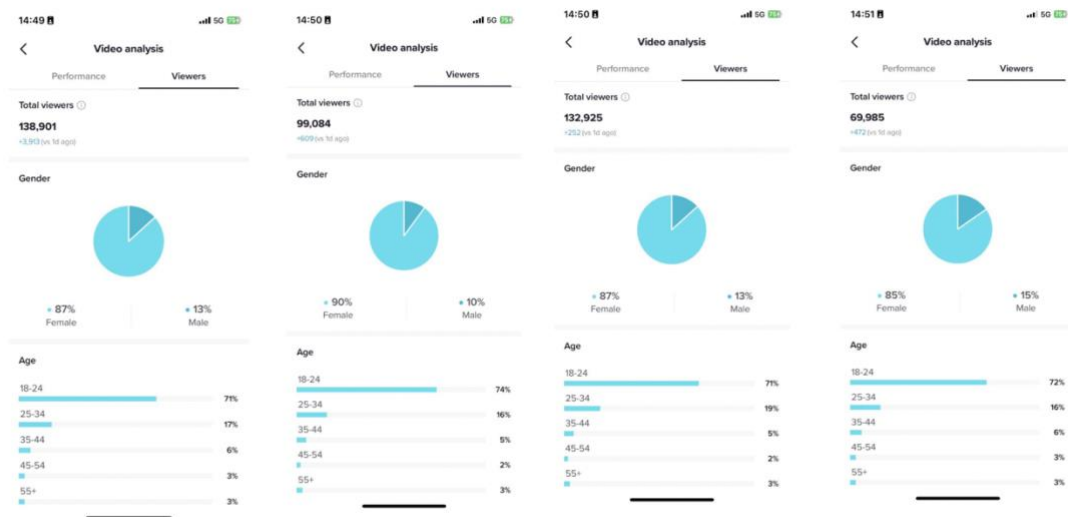 14:49 5G 75
Video analysis
Performance Viewers
Total viewers
138,901
+3,913 (vs 1d ago)
Gender
87% 13%
Female Male
Age
18-24
71%
25-34
17%
35-44
6%
45-54
3%
55+
3%
14:50 5G 75
Video analysis
Performance Viewers
Total viewers
99,084
+609 (vs 1d ago)
Gender
90% 10%
Female Male
Age
18-24
74%
25-34
16%
35-44
5%
45-54
2%
55+
3%
14:50 5G
Video analysis
Performance Viewers
Total viewers
132,925
+252 (vs 1d ago)
Gender
87% 13%
Female Male
Age
18-24
71%
25-34
19%
35-44
5%
45-54
2%
55+
3%
14:51 5G
Video analysis
Performance Viewers
Total viewers
69,985
+472 (vs 1d ago)
Gender
85% 15%
Female Male
Age
18-24
72%
25-34
16%
35-44
6%
45-54
3%
55+
3%